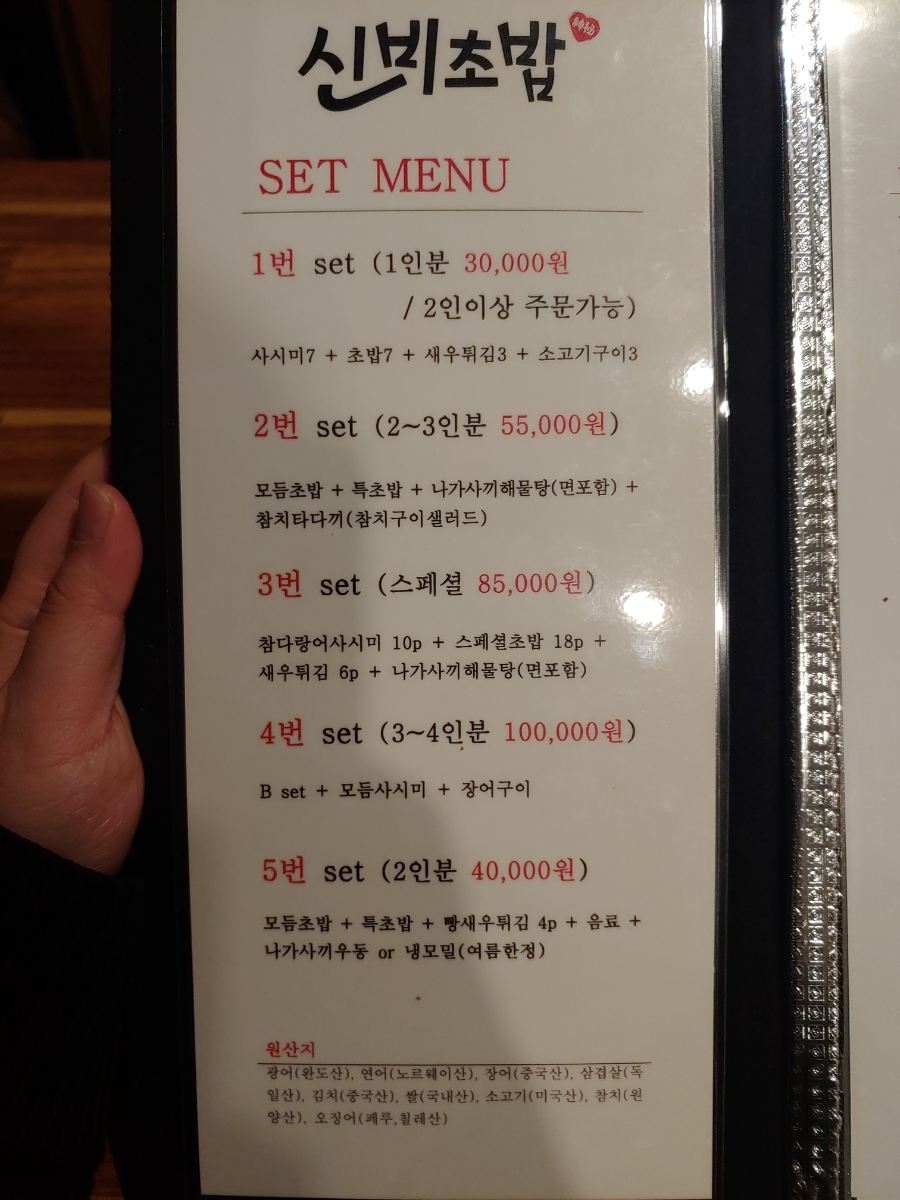 신비초밥
SET MENU
1번 set (1인분 30,000원
/ 2인이상 주문가능)
사시미7 + 초밥7 + 새우튀김3 + 소고기구이3
2번 set (2~3인분 55,000원)
모듬초밥 + 특초밥 + 나가사끼해물탕(면포함) +
참치타다끼(참치구이샐러드)
3번 set (스페셜 85,000원)
참다랑어사시미 10p + 스페셜초밥 18p +
새우튀김 6p + 나가사끼해물탕(면포함)
4번 set (3~4인분 100,000원)
B set + 모듬사시미 + 장어구이
5번 set (2인분 40,000원)
모듬초밥 + 특초밥 + 빵새우튀김 4p + 음료 +
나가사끼우동 or 냉모밀(여름한정)
원산지
광어(완도산), 연어(노르웨이산), 장어(중국산), 삼겹살(독
일산), 김치(중국산), 쌀(국내산), 소고기(미국산), 참치(원
양산), 오징어(페루,칠레산)